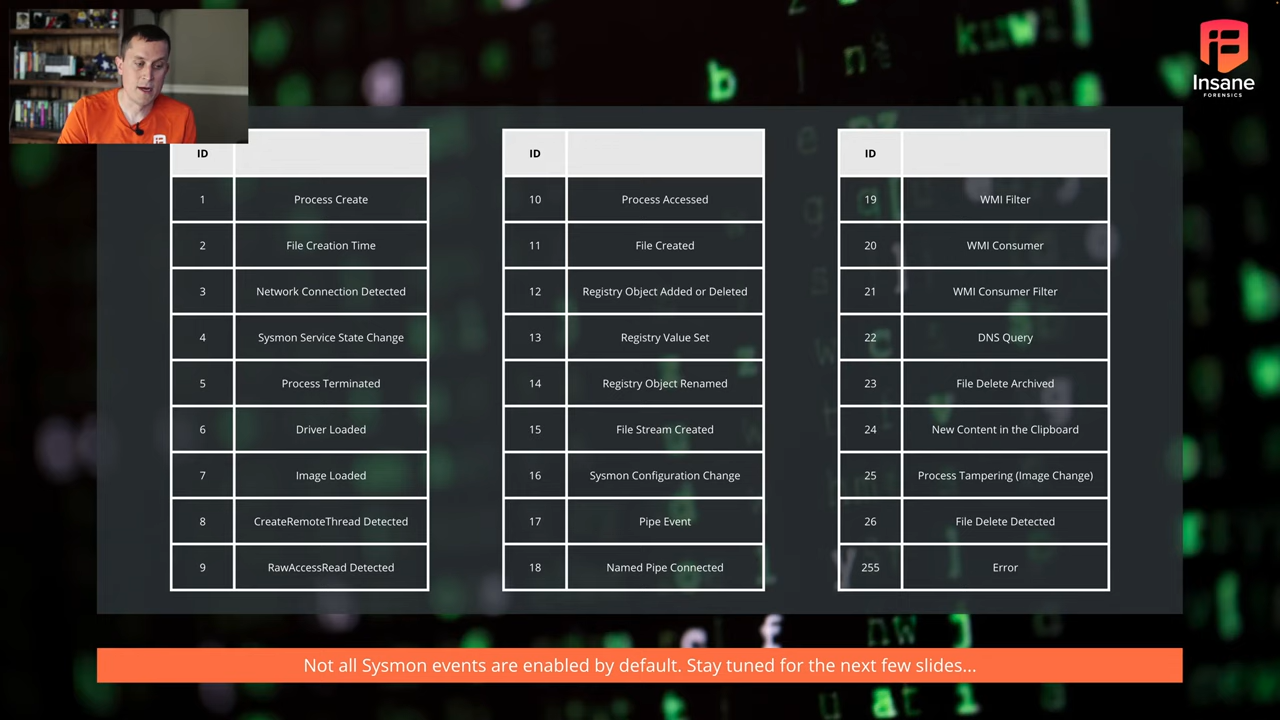 Insane
FORENSICS
ID
1 Process Create
2 File Creation Time
3 Network Connection Detected
4 Sysmon Service State Change
5 Process Terminated
6 Driver Loaded
7 Image Loaded
8 CreateRemoteThread Detected
9 RawAccessRead Detected
ID
10 Process Accessed
11 File Created
12 Registry Object Added or Deleted
13 Registry Value Set
14 Registry Object Renamed
15 File Stream Created
16 Sysmon Configuration Change
17 Pipe Event
18 Named Pipe Connected
ID
19 WMI Filter
20 WMI Consumer
21 WMI Consumer Filter
22 DNS Query
23 File Delete Archived
24 New Content in the Clipboard
25 Process Tampering (Image Change)
26 File Delete Detected
255 Error
Not all Sysmon events are enabled by default. Stay tuned for the next few slides...